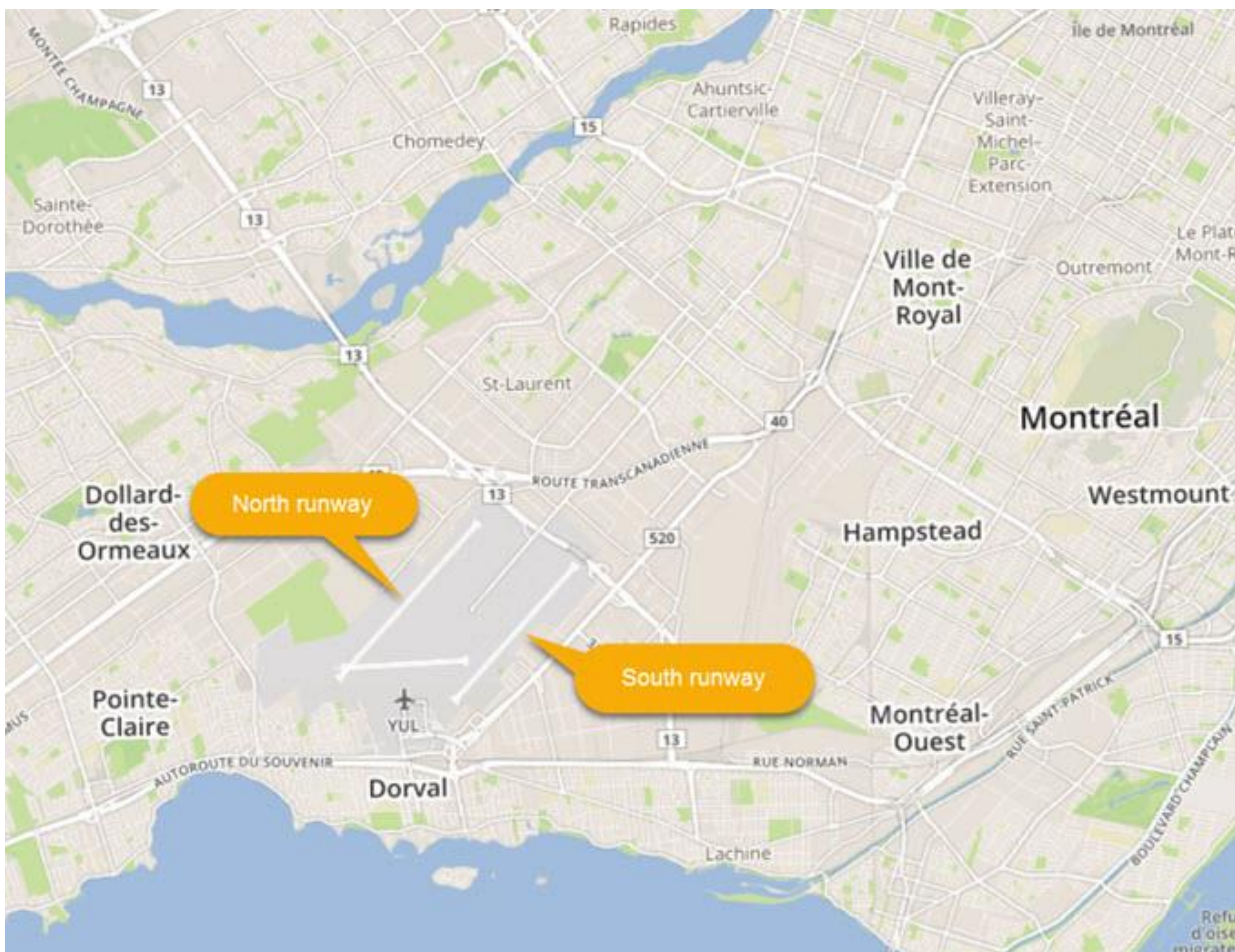 Rapides
Île de Montréal
MONTÉE CHAMPAGNE
13
Ahuntsic-
Cartierville
Villeray–
Saint-
Michel–
Parc-
Extension
15
Chomedey
Sainte-
Dorothée
13
Le Plat
Mont-R
Ville de
Mont-
Royal
Outremont
13
St-Laurent
Montréal
40
ROUTE TRANSCANADIENNE
13
Dollard-
des-
Ormeaux
North runway
Westmount
520
Hampstead
15
South runway
Pointe-
Claire
YUL
Montréal-
Ouest
RUE SAINT-PATRICK
13
AUTOROUTE DU SOUVENIR
RUE NORMAN
Dorval
BOULEVARD CHAMPLAIN
Lachine
Refu
d'oise
migrate